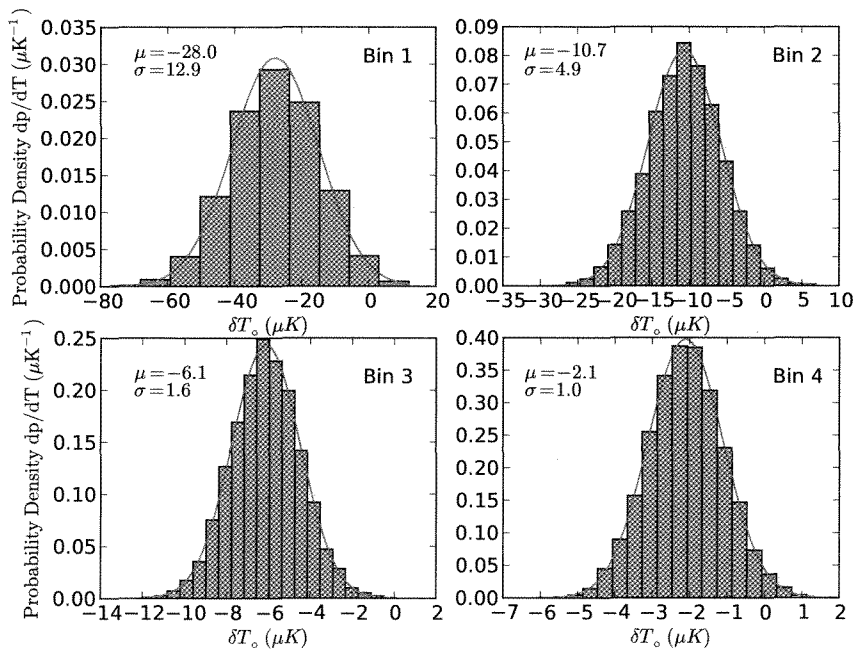 Probability Density dp/dT (μK⁻¹)
0.035
0.030
0.025
0.020
0.015
0.010
0.005
0.000
μ=−28.0
σ=12.9
Bin 1
−80 −60 −40 −20 0 20
δT∘ (μK)
0.09
0.08
0.07
0.06
0.05
0.04
0.03
0.02
0.01
0.00
μ=−10.7
σ=4.9
Bin 2
−35−30−25−20−15−10 −5 0 5 10
δT∘ (μK)
Probability Density dp/dT (μK⁻¹)
0.25
0.20
0.15
0.10
0.05
0.00
μ=−6.1
σ=1.6
Bin 3
−14 −12 −10 −8 −6 −4 −2 0 2
δT∘ (μK)
0.40
0.35
0.30
0.25
0.20
0.15
0.10
0.05
0.00
μ=−2.1
σ=1.0
Bin 4
−7 −6 −5 −4 −3 −2 −1 0 1 2
δT∘ (μK)